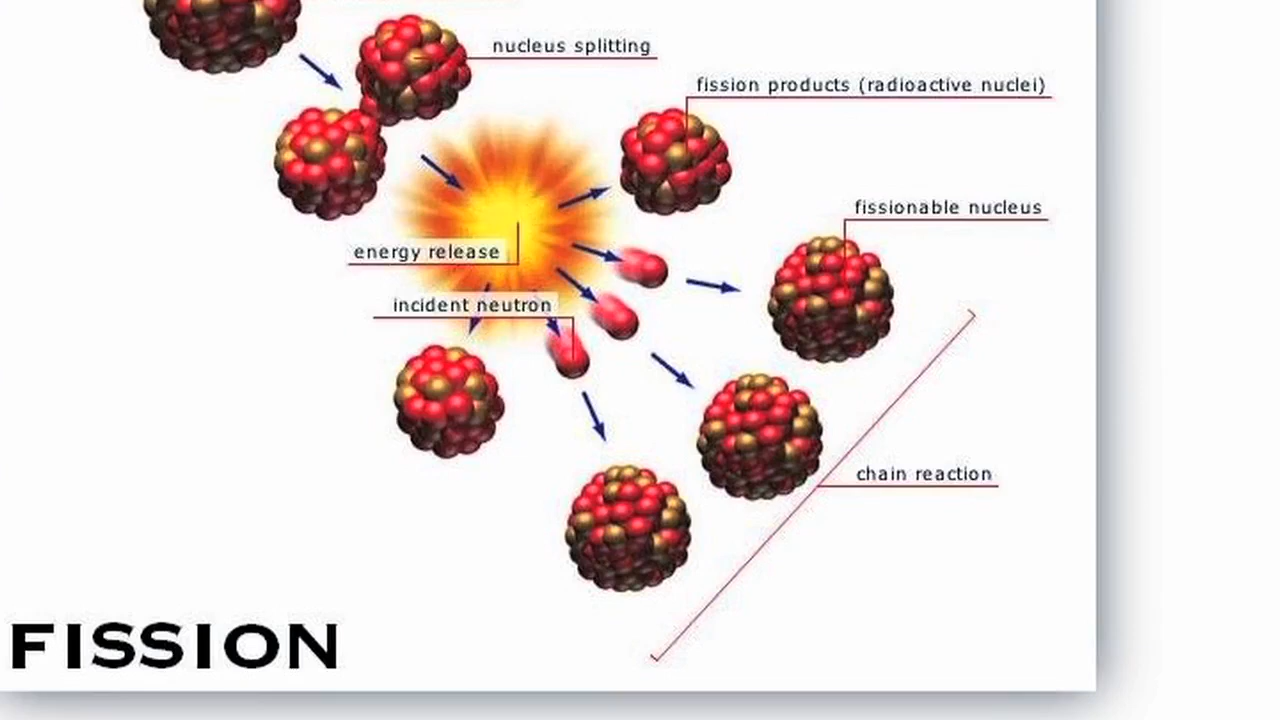 nucleus splitting
fission products (radioactive nuclei)
fissionable nucleus
energy release
incident neutron
chain reaction
FISSION